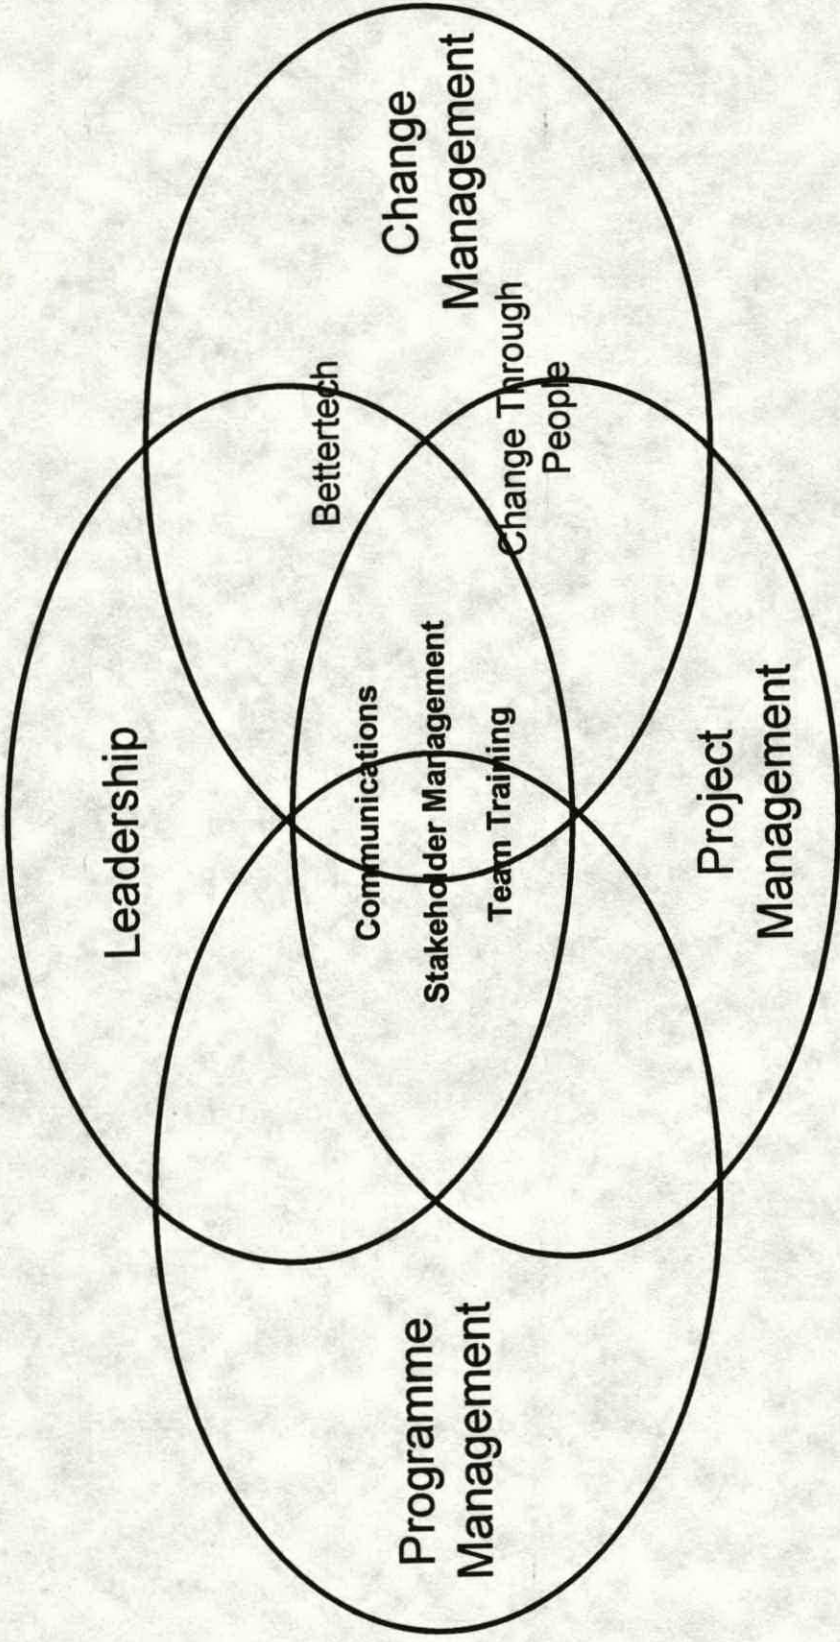 Leadership
Bettertech
Communications
Stakeholder Management
Team Training
Programme
Management
Change
Management
Change Through
People
Project
Management